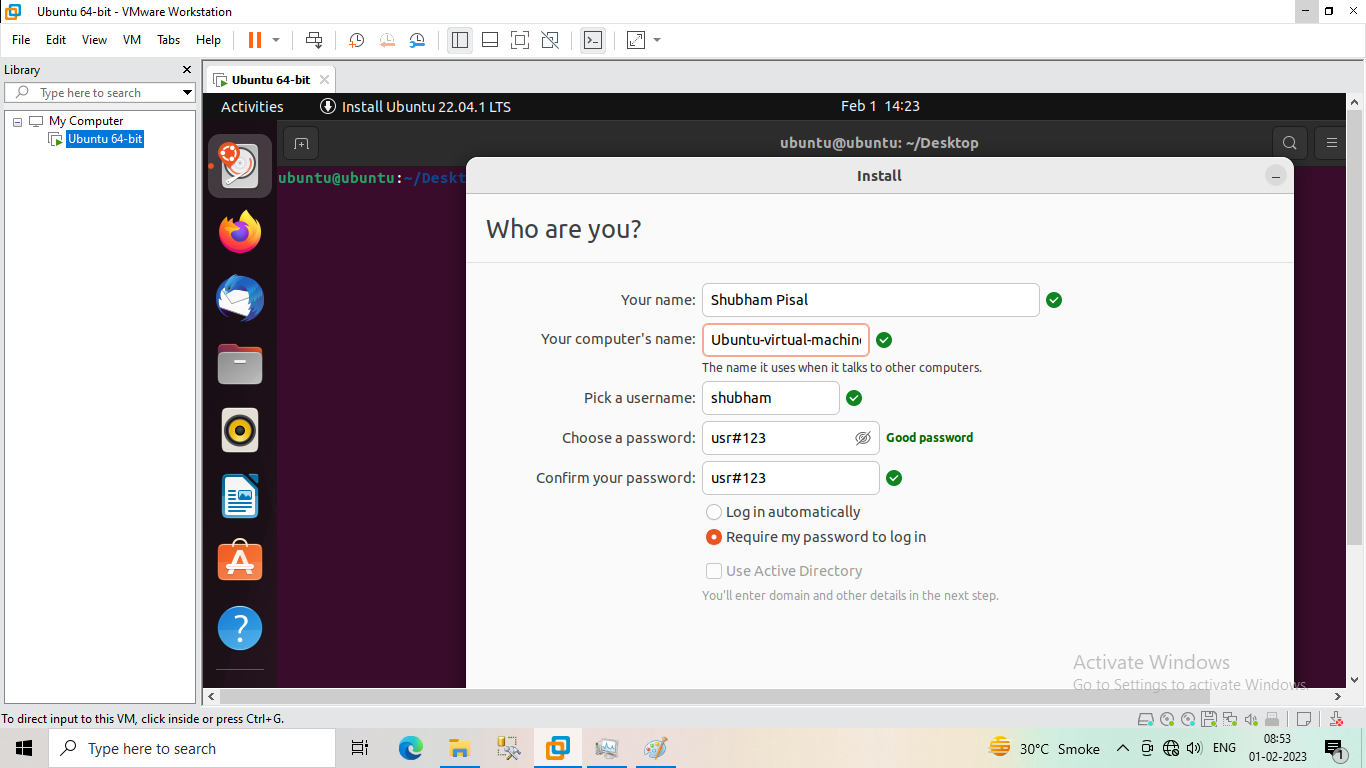 Ubuntu 64-bit - VMware Workstation
File Edit View VM Tabs Help
Library
Type here to search
My Computer
Ubuntu 64-bit
Ubuntu 64-bit
Activities Install Ubuntu 22.04.1 LTS Feb 1 14:23
ubuntu@ubuntu: ~/Desktop
ubuntu@ubuntu:~/Deskt
Install
Who are you?
Your name: Shubham Pisal
Your computer's name: Ubuntu-virtual-machine
The name it uses when it talks to other computers.
Pick a username: shubham
Choose a password: usr#123 Good password
Confirm your password: usr#123
Log in automatically
Require my password to log in
Use Active Directory
You'll enter domain and other details in the next step.
Activate Windows
Go to Settings to activate Windows.
To direct input to this VM, click inside or press Ctrl+G.
Type here to search
30°C Smoke
ENG
08:53
01-02-2023
1